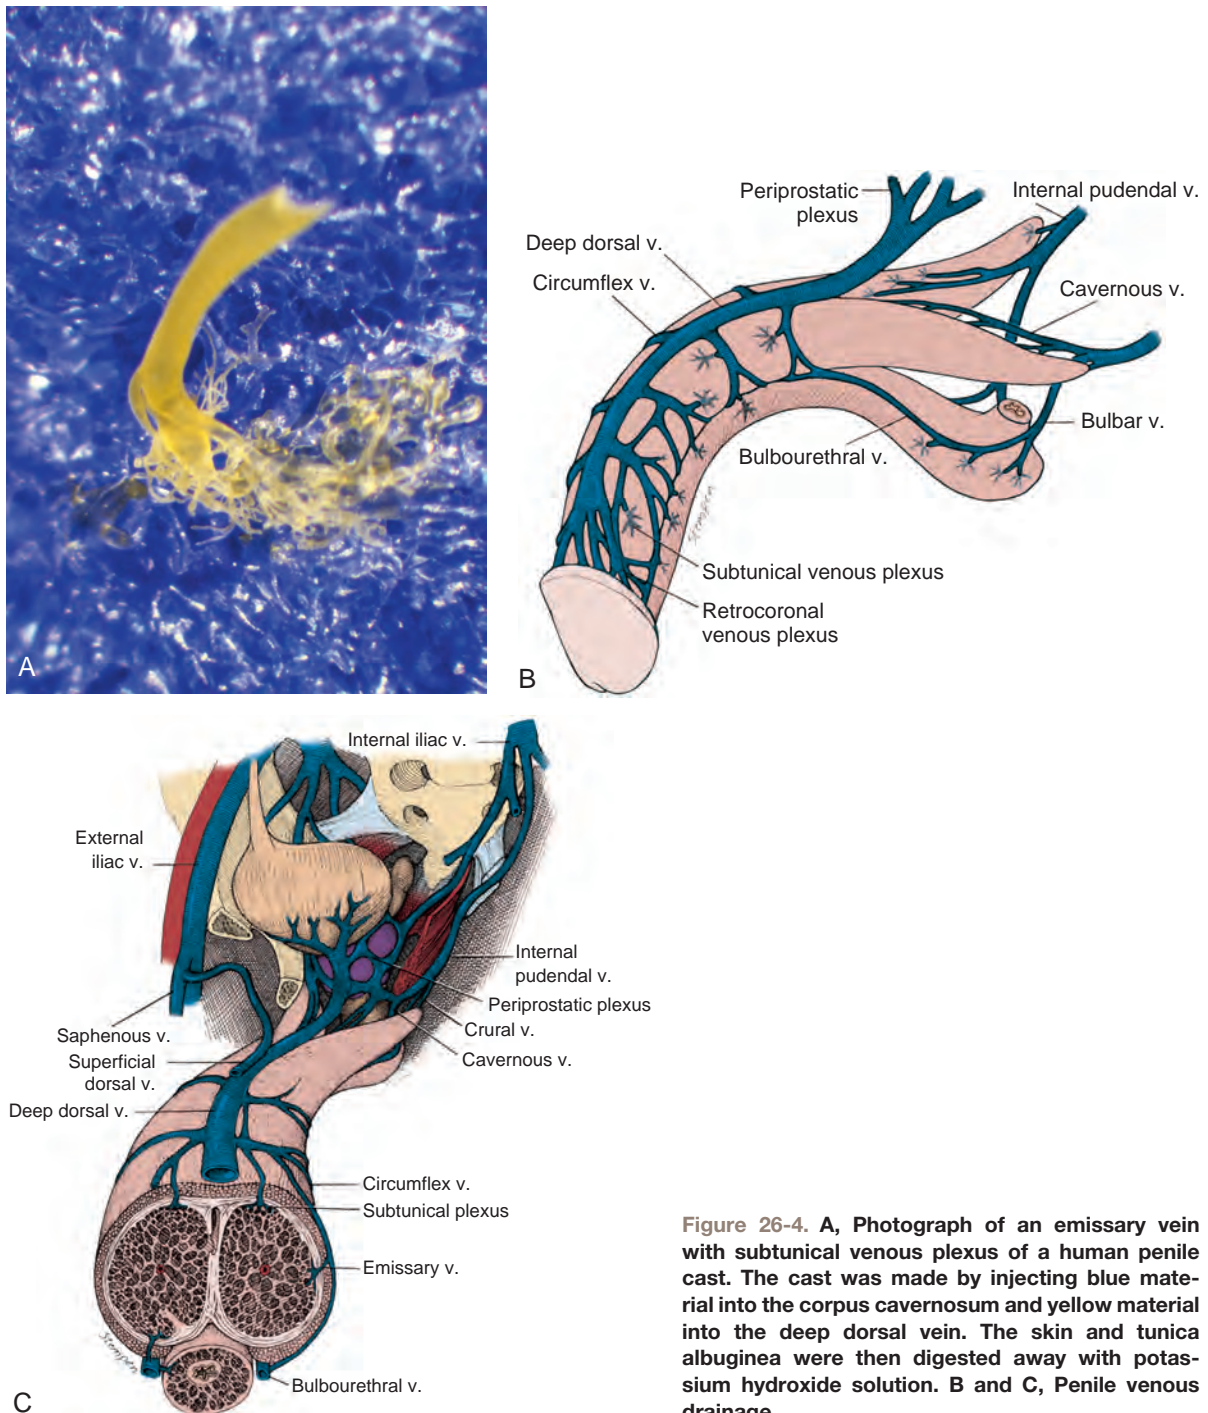 A
Periprostatic
plexus
Internal pudendal v.
Deep dorsal v.
Circumflex v.
Cavernous v.
Bulbar v.
Bulbourethral v.
Stempen
Subtunical venous plexus
Retrocoronal
venous plexus
B
Internal iliac v.
External
iliac v.
Internal
pudendal v.
Periprostatic plexus
Crural v.
Cavernous v.
Saphenous v.
Superficial
dorsal v.
Deep dorsal v.
Circumflex v.
Subtunical plexus
Emissary v.
Stempen
Bulbourethral v.
C
Figure 26-4. A, Photograph of an emissary vein
with subtunical venous plexus of a human penile
cast. The cast was made by injecting blue mate-
rial into the corpus cavernosum and yellow material
into the deep dorsal vein. The skin and tunica
albuginea were then digested away with potas-
sium hydroxide solution. B and C, Penile venous
drainage.